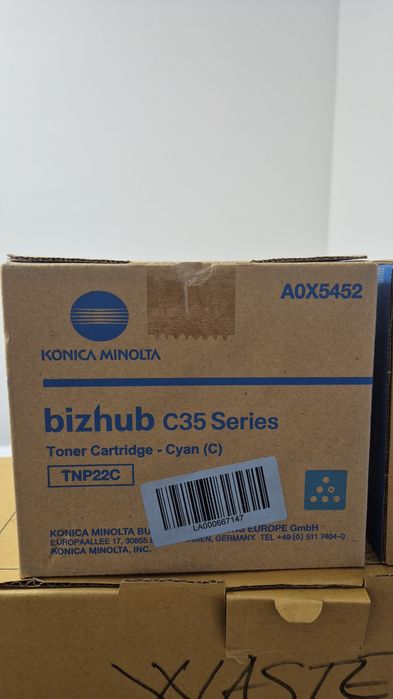 A0X5452
KONICA MINOLTA
bizhub C35 Series
Toner Cartridge - Cyan (C)
TNP22C
LA000667147
KONICA MINOLTA BU EUROPE GmbH
EUROPAALLEE 17, 30855 GERMANY. TEL +49 (0) 511 7404-0
KONICA MINOLTA, INC.
WASTE